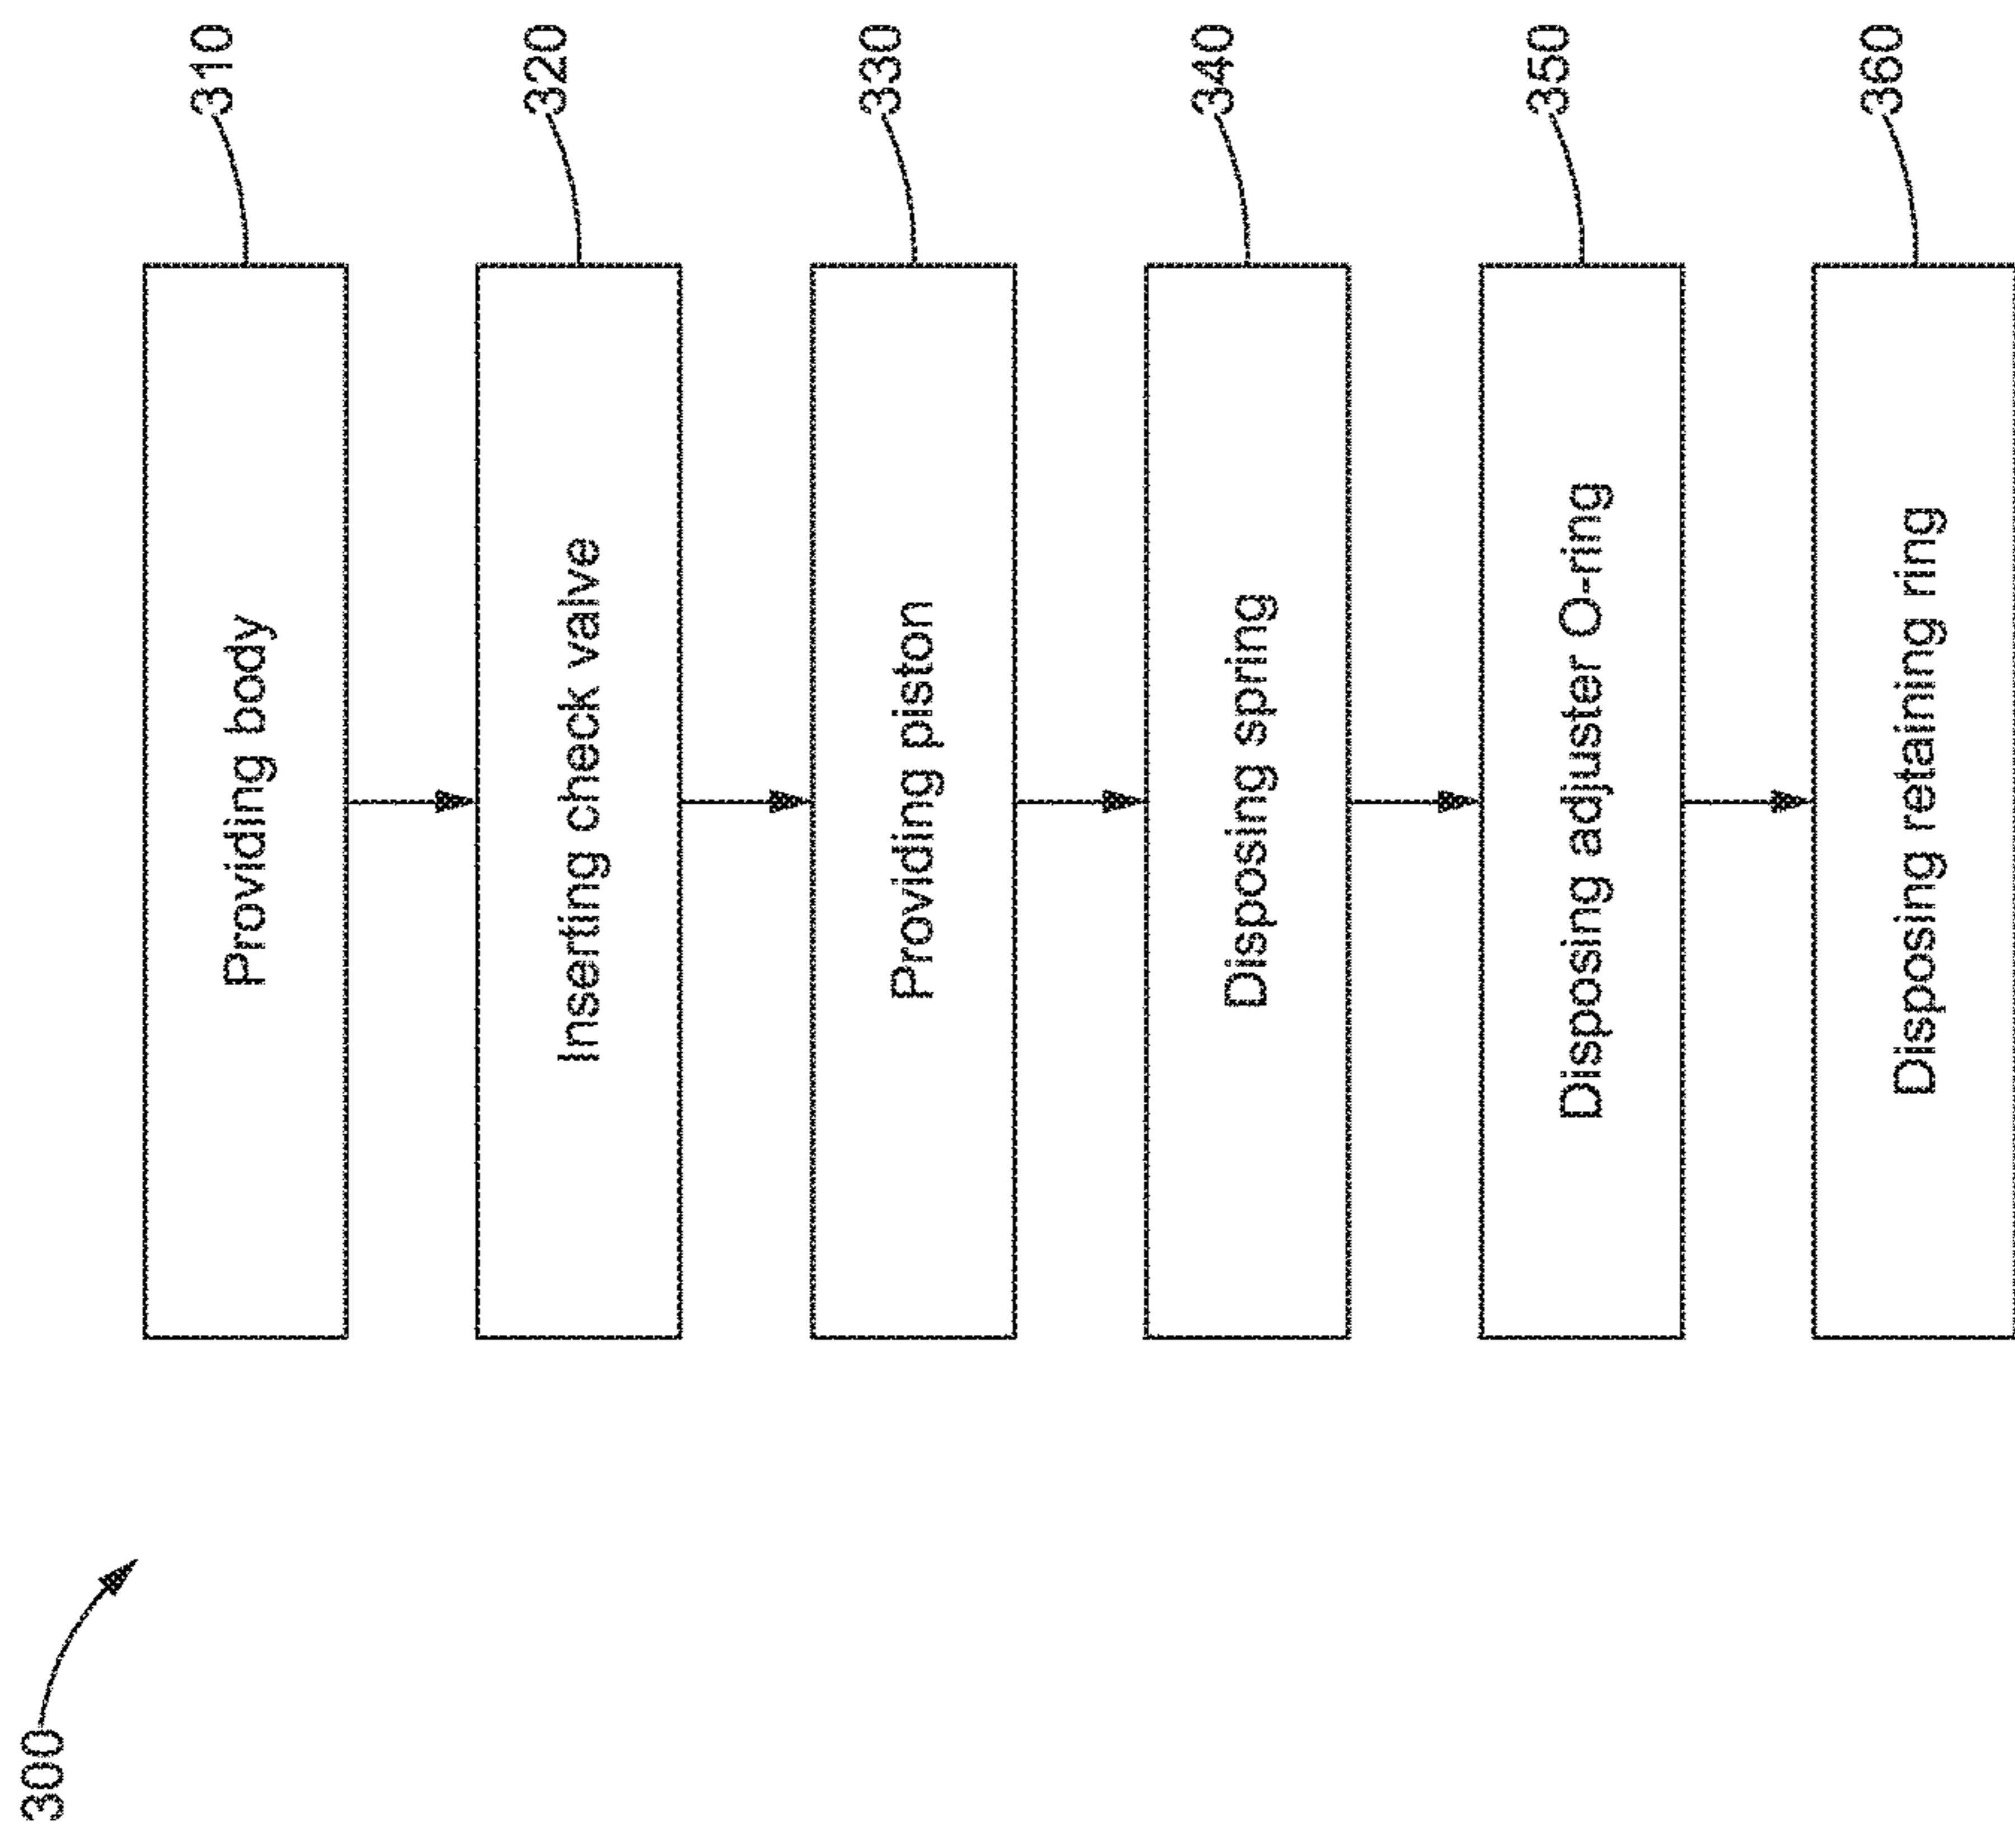 300
Providing body
310
Inserting check valve
320
Providing piston
330
Disposing spring
340
Disposing adjuster O-ring
350
Disposing retaining ring
360